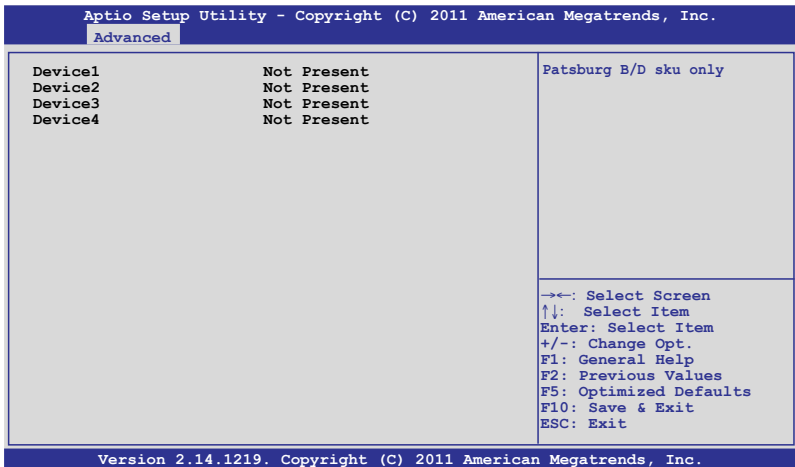 Aptio Setup Utility - Copyright (C) 2011 American Megatrends, Inc.
Advanced
Device1 Not Present
Device2 Not Present
Device3 Not Present
Device4 Not Present
Patsburg B/D sku only
→←: Select Screen
↑↓: Select Item
Enter: Select Item
+/-: Change Opt.
F1: General Help
F2: Previous Values
F5: Optimized Defaults
F10: Save & Exit
ESC: Exit
Version 2.14.1219. Copyright (C) 2011 American Megatrends, Inc.